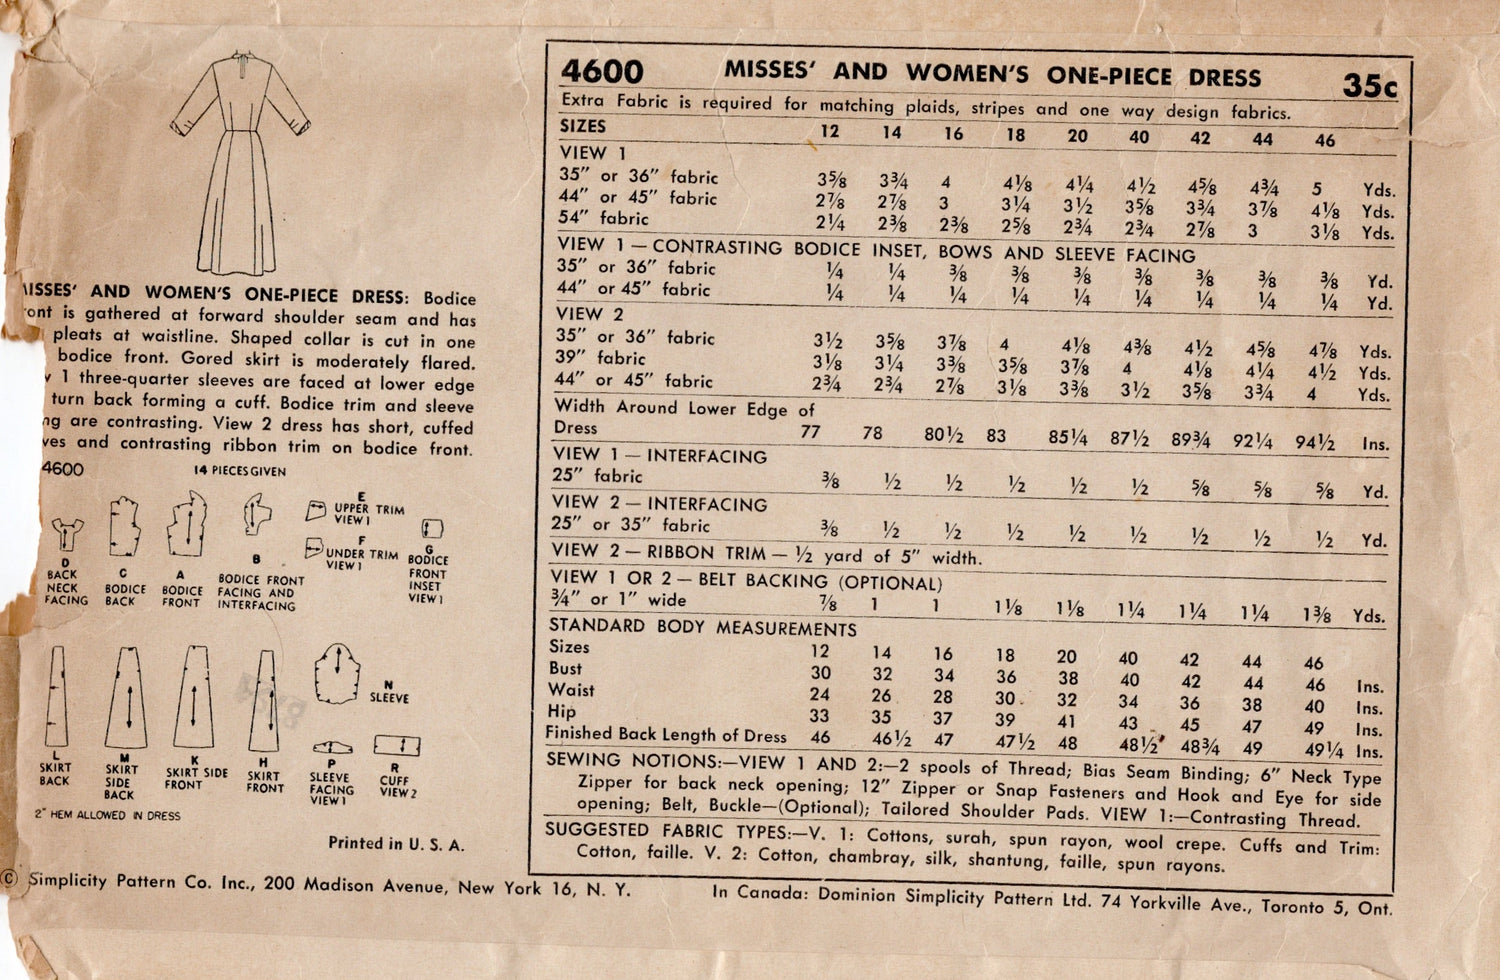 ISSES' AND WOMEN'S ONE-PIECE DRESS: Bodice
ont is gathered at forward shoulder seam and has
pleats at waistline. Shaped collar is cut in one
bodice front. Gored skirt is moderately flared.
1 three-quarter sleeves are faced at lower edge
turn back forming a cuff. Bodice trim and sleeve
ng are contrasting. View 2 dress has short, cuffed
ves and contrasting ribbon trim on bodice front.
4600 14 PIECES GIVEN
D
BACK
NECK
FACING
C
BODICE
BACK
A
BODICE
FRONT
B
BODICE FRONT
FACING AND
INTERFACING
E
UPPER TRIM
VIEW 1
F
UNDER TRIM
VIEW 1
G
BODICE
FRONT
INSET
VIEW 1
L
SKIRT
BACK
M
SKIRT
SIDE
BACK
K
SKIRT SIDE
FRONT
H
SKIRT
FRONT
N
SLEEVE
P
SLEEVE
FACING
VIEW 1
R
CUFF
VIEW 2
2" HEM ALLOWED IN DRESS
Printed in U. S. A.
4600 MISSES' AND WOMEN'S ONE-PIECE DRESS 35c
Extra Fabric is required for matching plaids, stripes and one way design fabrics.
SIZES 12 14 16 18 20 40 42 44 46
VIEW 1
35" or 36" fabric 3⅝ 3¾ 4 4⅛ 4¼ 4½ 4⅝ 4¾ 5 Yds.
44" or 45" fabric 2⅞ 2⅞ 3 3¼ 3½ 3⅝ 3¾ 3⅞ 4⅛ Yds.
54" fabric 2¼ 2⅜ 2⅜ 2⅝ 2¾ 2¾ 2⅞ 3 3⅛ Yds.
VIEW 1 — CONTRASTING BODICE INSET, BOWS AND SLEEVE FACING
35" or 36" fabric ¼ ¼ ⅜ ⅜ ⅜ ⅜ ⅜ ⅜ ⅜ Yd.
44" or 45" fabric ¼ ¼ ¼ ¼ ¼ ¼ ¼ ¼ ¼ Yd.
VIEW 2
35" or 36" fabric 3½ 3⅝ 3⅞ 4 4⅛ 4⅜ 4½ 4⅝ 4⅞ Yds.
39" fabric 3⅛ 3¼ 3⅜ 3⅝ 3⅞ 4 4⅛ 4¼ 4½ Yds.
44" or 45" fabric 2¾ 2¾ 2⅞ 3⅛ 3⅜ 3½ 3⅝ 3¾ 4 Yds.
Width Around Lower Edge of
Dress 77 78 80½ 83 85¼ 87½ 89¾ 92¼ 94½ Ins.
VIEW 1 — INTERFACING
25" fabric ⅜ ½ ½ ½ ½ ½ ⅝ ⅝ ⅝ Yd.
VIEW 2 — INTERFACING
25" or 35" fabric ⅜ ½ ½ ½ ½ ½ ½ ½ ½ Yd.
VIEW 2 — RIBBON TRIM — ½ yard of 5" width.
VIEW 1 OR 2 — BELT BACKING (OPTIONAL)
¾" or 1" wide ⅞ 1 1 1⅛ 1⅛ 1¼ 1¼ 1¼ 1⅜ Yds.
STANDARD BODY MEASUREMENTS
Sizes 12 14 16 18 20 40 42 44 46
Bust 30 32 34 36 38 40 42 44 46 Ins.
Waist 24 26 28 30 32 34 36 38 40 Ins.
Hip 33 35 37 39 41 43 45 47 49 Ins.
Finished Back Length of Dress 46 46½ 47 47½ 48 48½ 48¾ 49 49¼ Ins.
SEWING NOTIONS:—VIEW 1 AND 2:—2 spools of Thread; Bias Seam Binding; 6" Neck Type
Zipper for back neck opening; 12" Zipper or Snap Fasteners and Hook and Eye for side
opening; Belt, Buckle—(Optional); Tailored Shoulder Pads. VIEW 1:—Contrasting Thread.
SUGGESTED FABRIC TYPES:—V. 1: Cottons, surah, spun rayon, wool crepe. Cuffs and Trim:
Cotton, faille. V. 2: Cotton, chambray, silk, shantung, faille, spun rayons.
© Simplicity Pattern Co. Inc., 200 Madison Avenue, New York 16, N. Y. In Canada: Dominion Simplicity Pattern Ltd. 74 Yorkville Ave., Toronto 5, Ont.